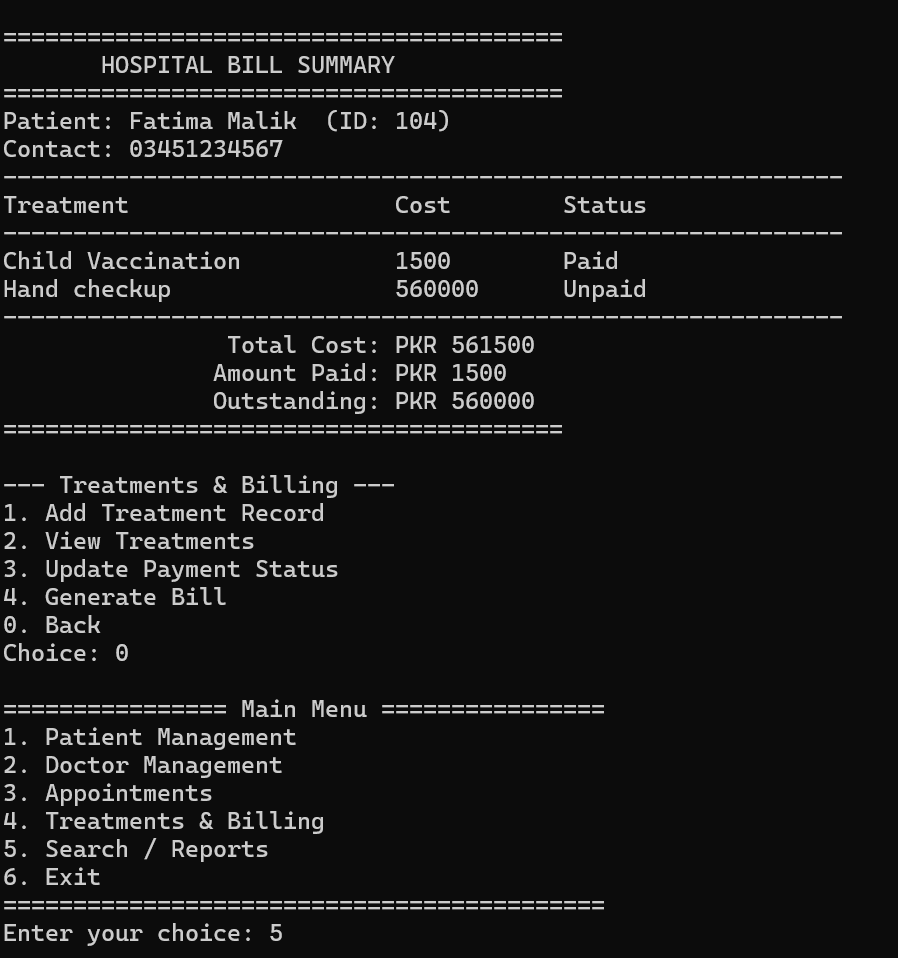 ========================================
       HOSPITAL BILL SUMMARY
========================================
Patient: Fatima Malik  (ID: 104)
Contact: 03451234567
------------------------------------------------------------
Treatment                   Cost        Status
------------------------------------------------------------
Child Vaccination           1500        Paid
Hand checkup                560000      Unpaid
------------------------------------------------------------
                Total Cost: PKR 561500
               Amount Paid: PKR 1500
               Outstanding: PKR 560000
========================================

--- Treatments & Billing ---
1. Add Treatment Record
2. View Treatments
3. Update Payment Status
4. Generate Bill
0. Back
Choice: 0

================ Main Menu ================
1. Patient Management
2. Doctor Management
3. Appointments
4. Treatments & Billing
5. Search / Reports
6. Exit
===========================================
Enter your choice: 5